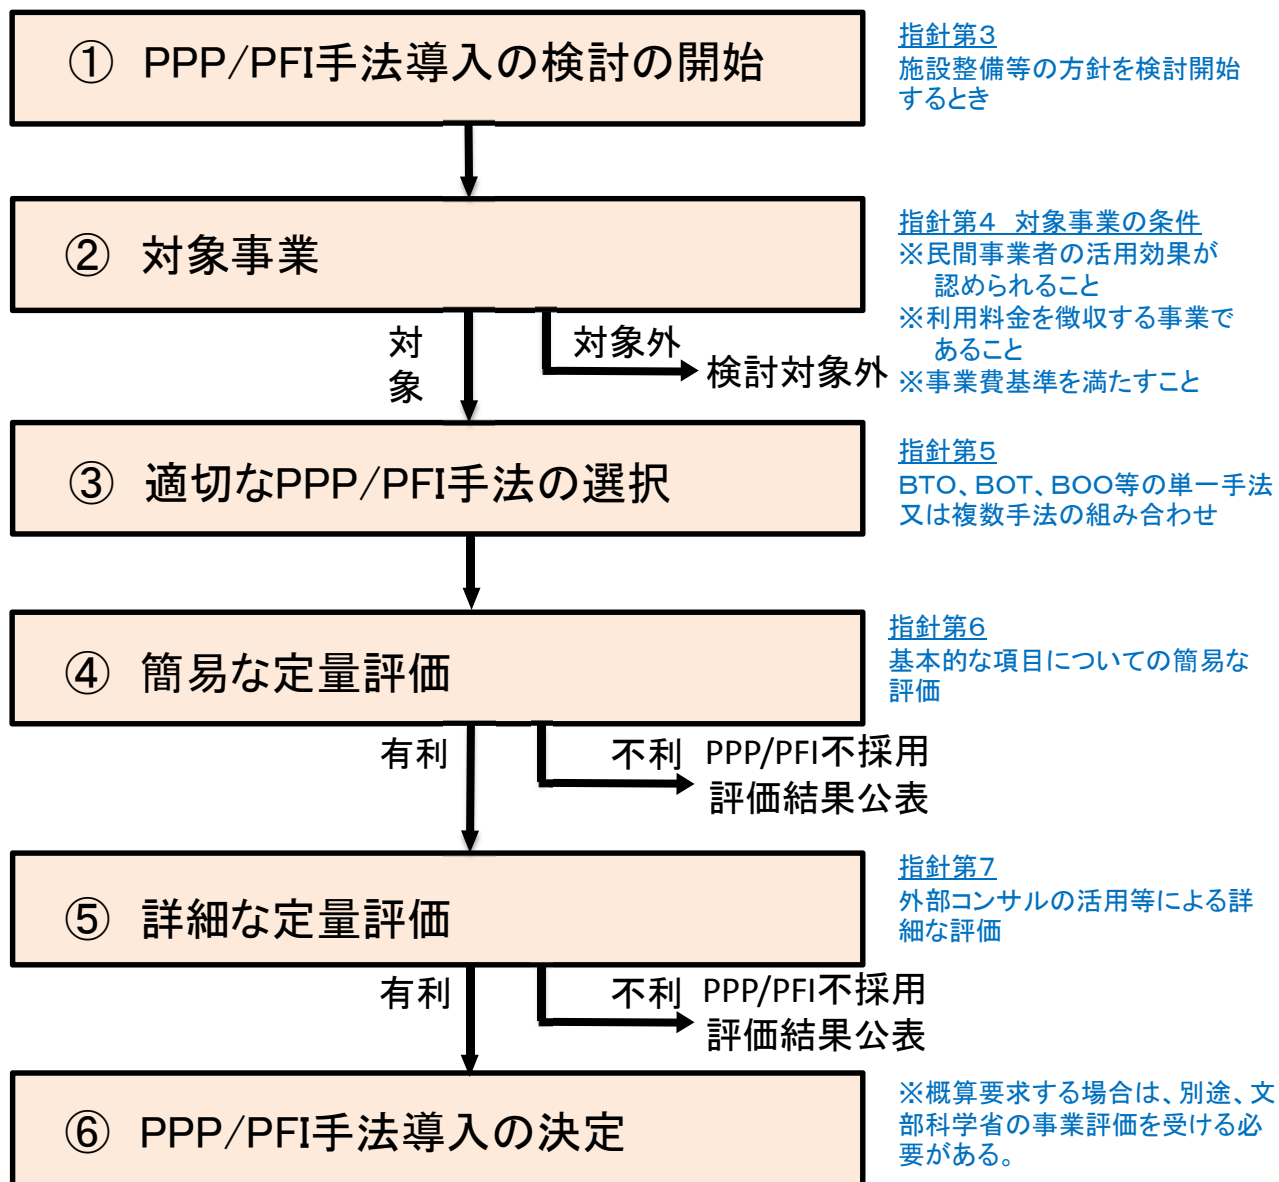 ① PPP/PFI手法導入の検討の開始
指針第3
施設整備等の方針を検討開始
するとき
② 対象事業
指針第4 対象事業の条件
※民間事業者の活用効果が
認められること
※利用料金を徴収する事業で
あること
※事業費基準を満たすこと
対
象
対象外
検討対象外
③ 適切なPPP/PFI手法の選択
指針第5
BTO、BOT、BOO等の単一手法
又は複数手法の組み合わせ
④ 簡易な定量評価
指針第6
基本的な項目についての簡易な
評価
有利
不利 PPP/PFI不採用
評価結果公表
⑤ 詳細な定量評価
指針第7
外部コンサルの活用等による詳
細な評価
有利
不利 PPP/PFI不採用
評価結果公表
⑥ PPP/PFI手法導入の決定
※概算要求する場合は、別途、文
部科学省の事業評価を受ける必
要がある。